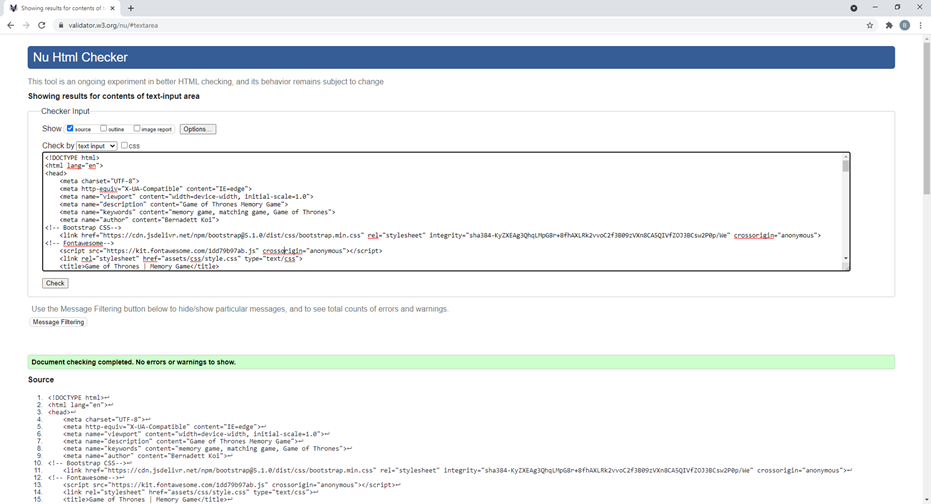 Showing results for contents of t
validator.w3.org/nu/#textarea
B
Nu Html Checker
This tool is an ongoing experiment in better HTML checking, and its behavior remains subject to change
Showing results for contents of text-input area
Checker Input
Show source outline image report Options...
Check by text input css
<!DOCTYPE html>
<html lang="en">
<head>
<meta charset="UTF-8">
<meta http-equiv="X-UA-Compatible" content="IE=edge">
<meta name="viewport" content="width=device-width, initial-scale=1.0">
<meta name="description" content="Game of Thrones Memory Game">
<meta name="keywords" content="memory game, matching game, Game of Thrones">
<meta name="author" content="Bernadett Koi">
<!-- Bootstrap CSS-->
<link href="https://cdn.jsdelivr.net/npm/bootstrap@5.1.0/dist/css/bootstrap.min.css" rel="stylesheet" integrity="sha384-KyZXEAg3QhqLMpG8r+8fhAXLRk2vvoC2f3B09zVXn8CA5QIVfZOJ3BCsw2P0p/We" crossorigin="anonymous">
<!-- Fontawesome-->
<script src="https://kit.fontawesome.com/1dd79b97ab.js" crossorigin="anonymous"></script>
<link rel="stylesheet" href="assets/css/style.css" type="text/css">
<title>Game of Thrones | Memory Game</title>
Check
Use the Message Filtering button below to hide/show particular messages, and to see total counts of errors and warnings.
Message Filtering
Document checking completed. No errors or warnings to show.
Source
1. <!DOCTYPE html>↩
2. <html lang="en">↩
3. <head>↩
4. <meta charset="UTF-8">↩
5. <meta http-equiv="X-UA-Compatible" content="IE=edge">↩
6. <meta name="viewport" content="width=device-width, initial-scale=1.0">↩
7. <meta name="description" content="Game of Thrones Memory Game">↩
8. <meta name="keywords" content="memory game, matching game, Game of Thrones">↩
9. <meta name="author" content="Bernadett Koi">↩
10. <!-- Bootstrap CSS-->↩
11. <link href="https://cdn.jsdelivr.net/npm/bootstrap@5.1.0/dist/css/bootstrap.min.css" rel="stylesheet" integrity="sha384-KyZXEAg3QhqLMpG8r+8fhAXLRk2vvoC2f3B09zVXn8CA5QIVfZOJ3BCsw2P0p/We" crossorigin="anonymous">↩
12. <!-- Fontawesome-->↩
13. <script src="https://kit.fontawesome.com/1dd79b97ab.js" crossorigin="anonymous"></script>↩
14. <link rel="stylesheet" href="assets/css/style.css" type="text/css">↩
15. <title>Game of Thrones | Memory Game</title>↩